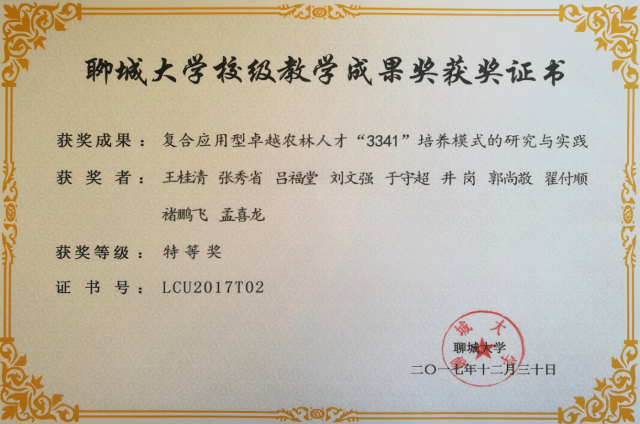 聊城大学校级教学成果奖获奖证书
获奖成果：复合应用型卓越农林人才“3341”培养模式的研究与实践
获奖者：王桂清 张秀省 吕福堂 刘文强 于守超 井岗 郭尚敬 翟付顺
褚鹏飞 孟喜龙
获奖等级：特等奖
证书号：LCU2017T02
聊城大学
聊城大学
二〇一七年十二月三十日